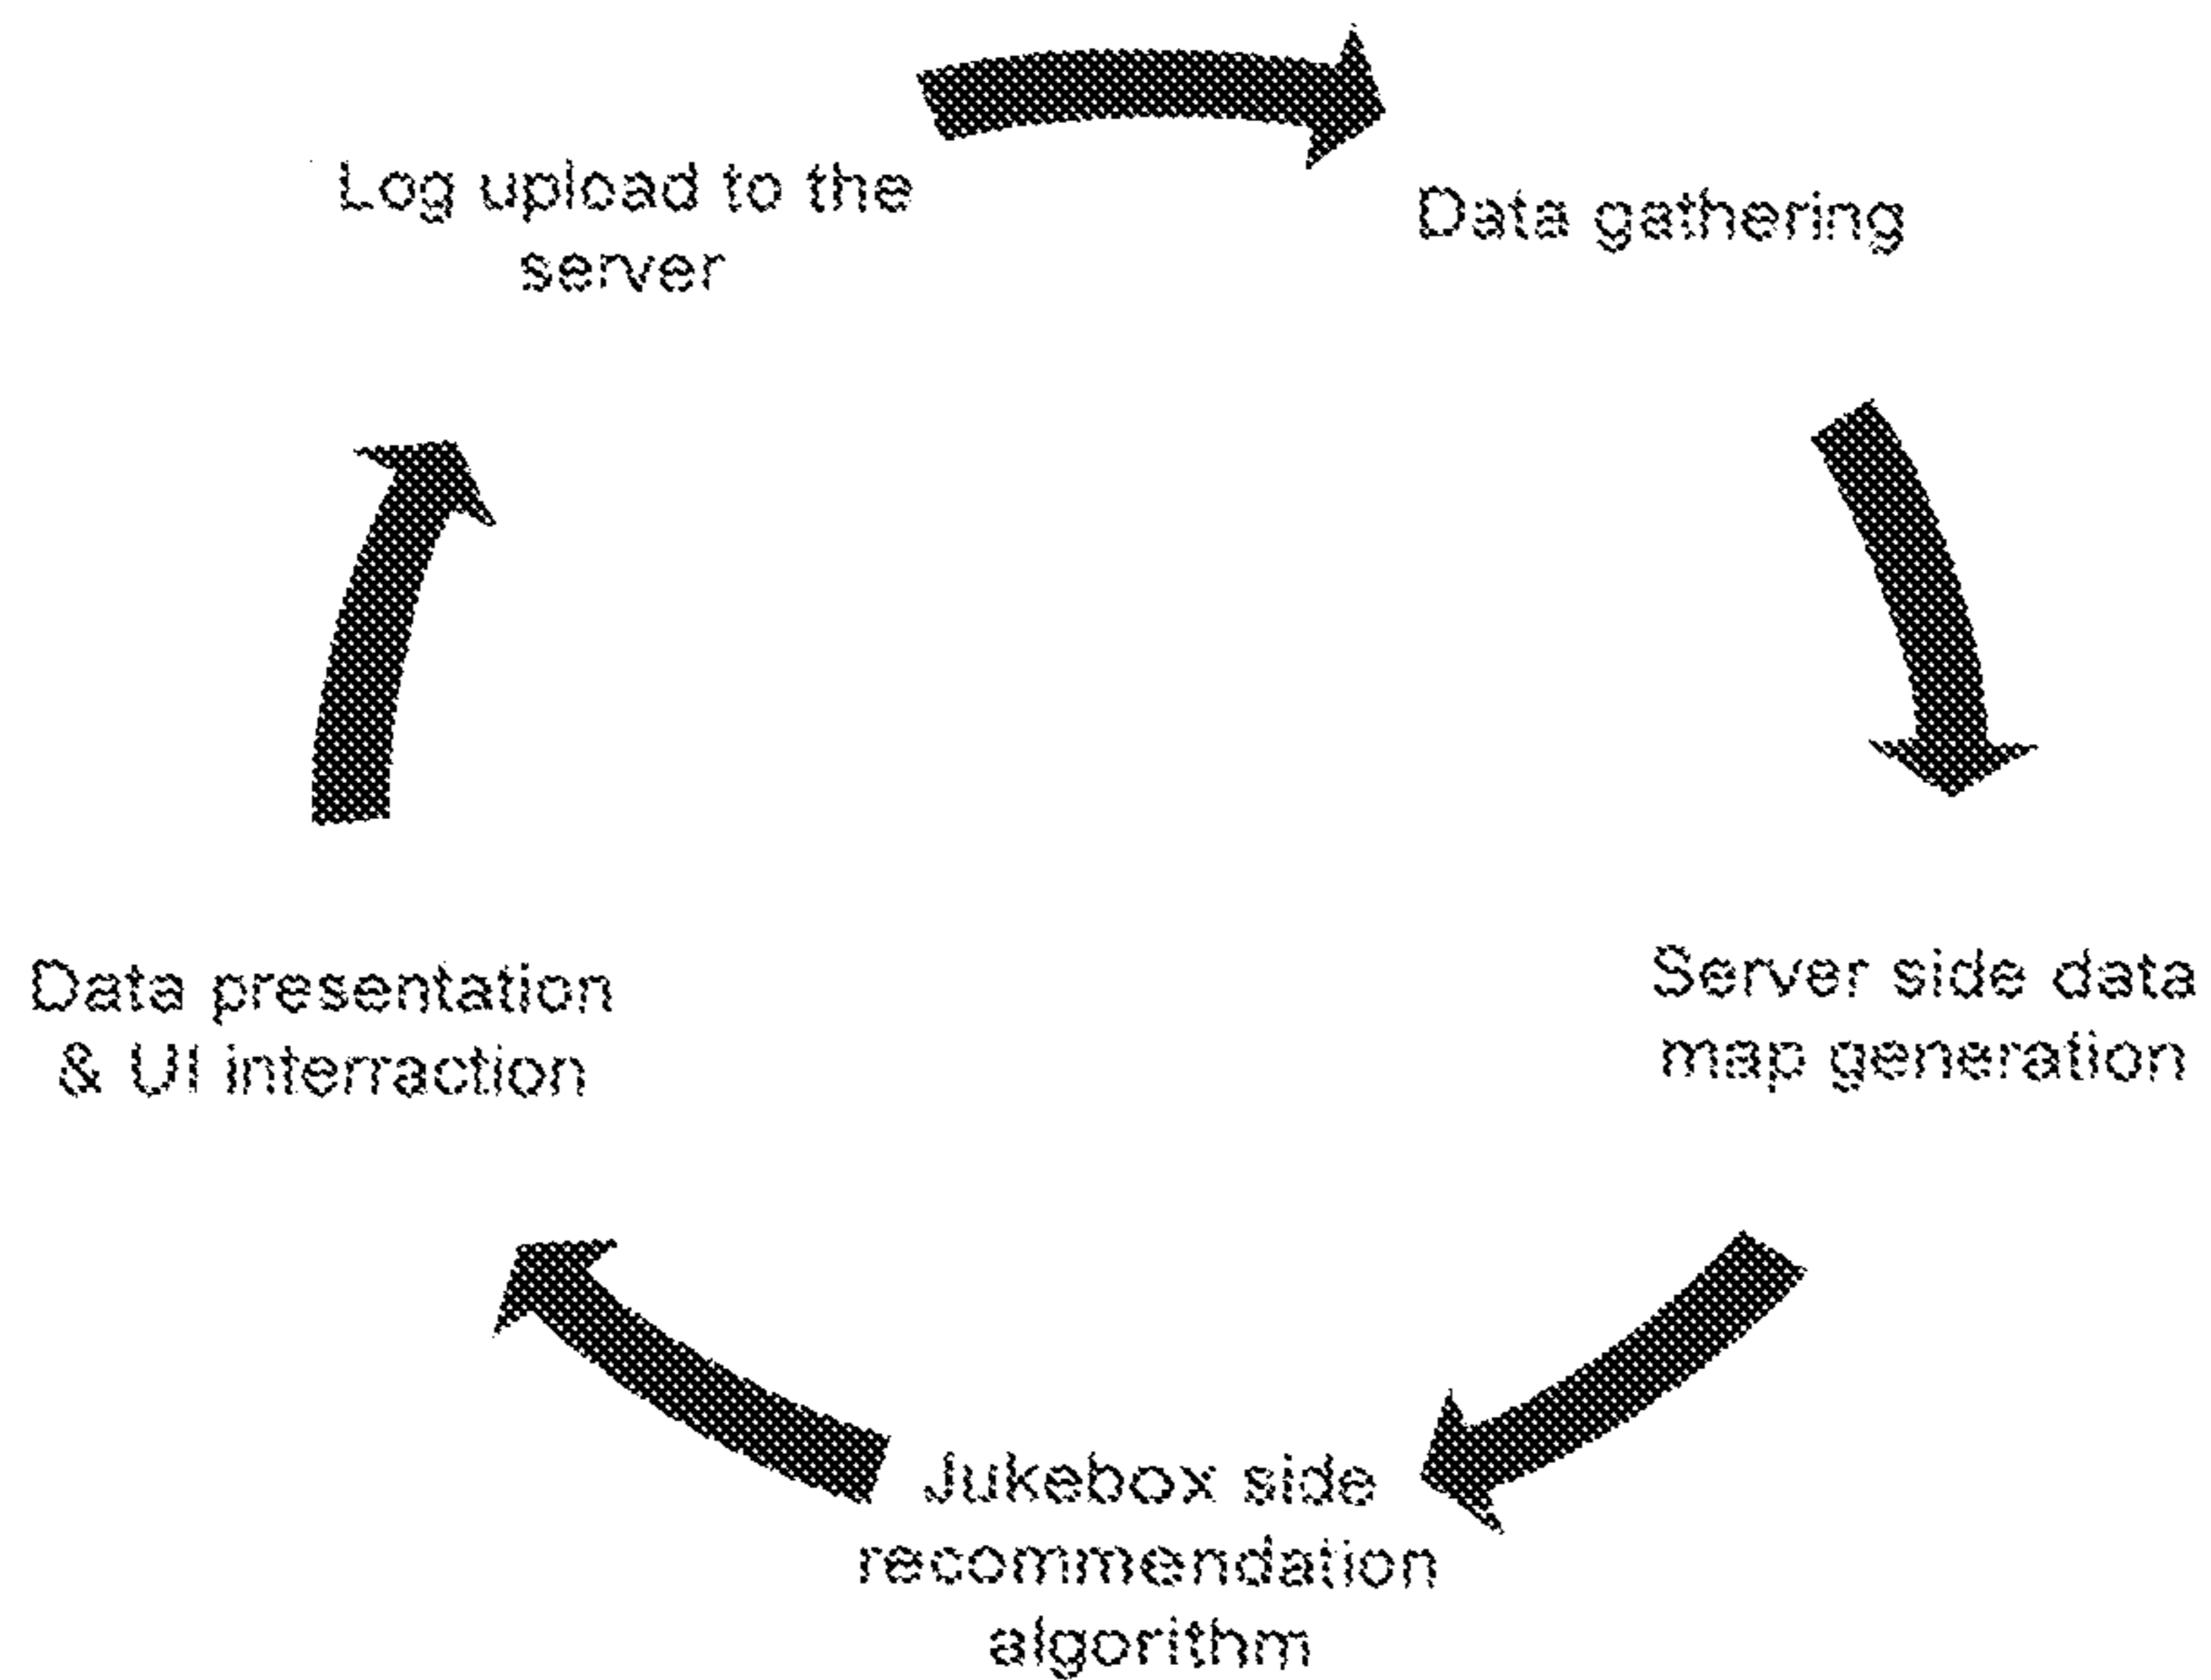 Log upload to the
server
Data gathering
Server side data
map generation
Jukebox side
recommendation
algorithm
Data presentation
& UI interraction